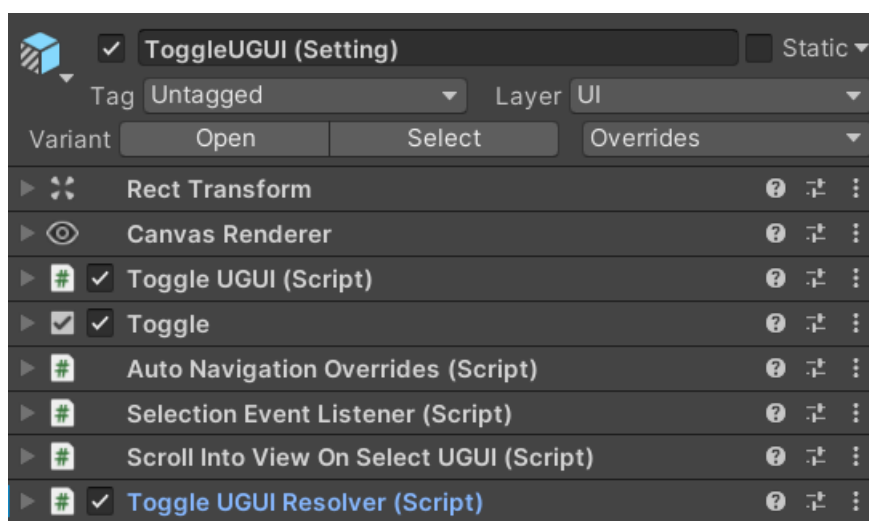 ToggleUGUI (Setting) Static
Tag Untagged Layer UI
Variant Open Select Overrides
Rect Transform
Canvas Renderer
# Toggle UGUI (Script)
Toggle
# Auto Navigation Overrides (Script)
# Selection Event Listener (Script)
# Scroll Into View On Select UGUI (Script)
# Toggle UGUI Resolver (Script)